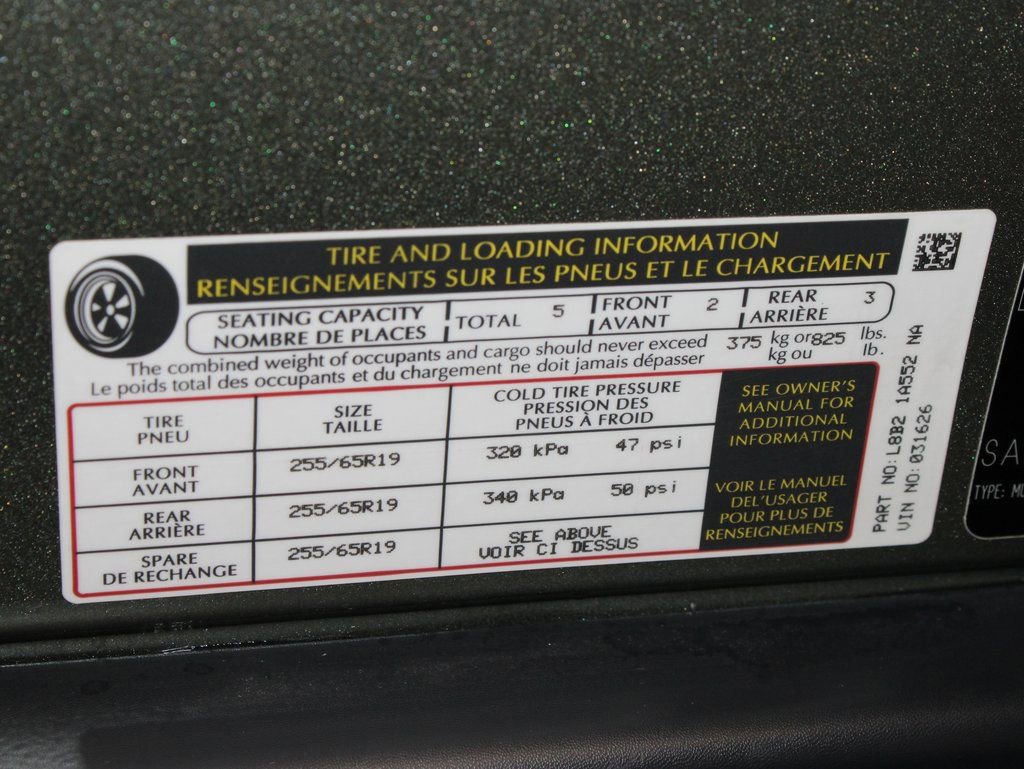 TIRE AND LOADING INFORMATION
RENSEIGNEMENTS SUR LES PNEUS ET LE CHARGEMENT
SEATING CAPACITY
NOMBRE DE PLACES
TOTAL 5
FRONT
AVANT
2
REAR
ARRIÈRE
3
The combined weight of occupants and cargo should never exceed 375 kg or 825 lbs.
Le poids total des occupants et du chargement ne doit jamais dépasser kg ou lb.
TIRE
PNEU
SIZE
TAILLE
COLD TIRE PRESSURE
PRESSION DES
PNEUS À FROID
FRONT
AVANT
255/65R19
320 kPa 47 psi
REAR
ARRIÈRE
255/65R19
340 kPa 50 psi
SPARE
DE RECHANGE
255/65R19
SEE ABOVE
VOIR CI DESSUS
SEE OWNER'S
MANUAL FOR
ADDITIONAL
INFORMATION
VOIR LE MANUEL
DEL'USAGER
POUR PLUS DE
RENSEIGNEMENTS
PART NO:L8B2 1A552 NA
VIN NO:031626
SA
TYPE: MU